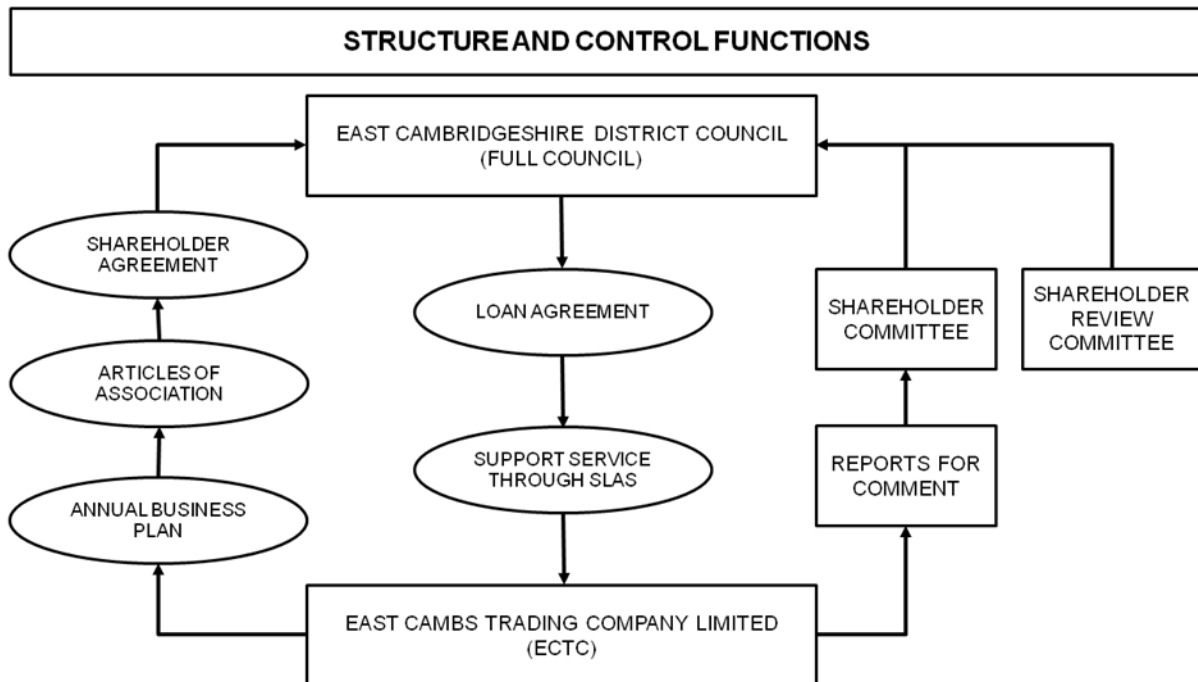 STRUCTURE AND CONTROL FUNCTIONS
EAST CAMBRIDGESHIRE DISTRICT COUNCIL
(FULL COUNCIL)
SHAREHOLDER
AGREEMENT
ARTICLES OF
ASSOCIATION
ANNUAL BUSINESS
PLAN
LOAN AGREEMENT
SUPPORT SERVICE
THROUGH SLAS
SHAREHOLDER
COMMITTEE
REPORTS FOR
COMMENT
SHAREHOLDER
REVIEW
COMMITTEE
EAST CAMBS TRADING COMPANY LIMITED
(ECTC)